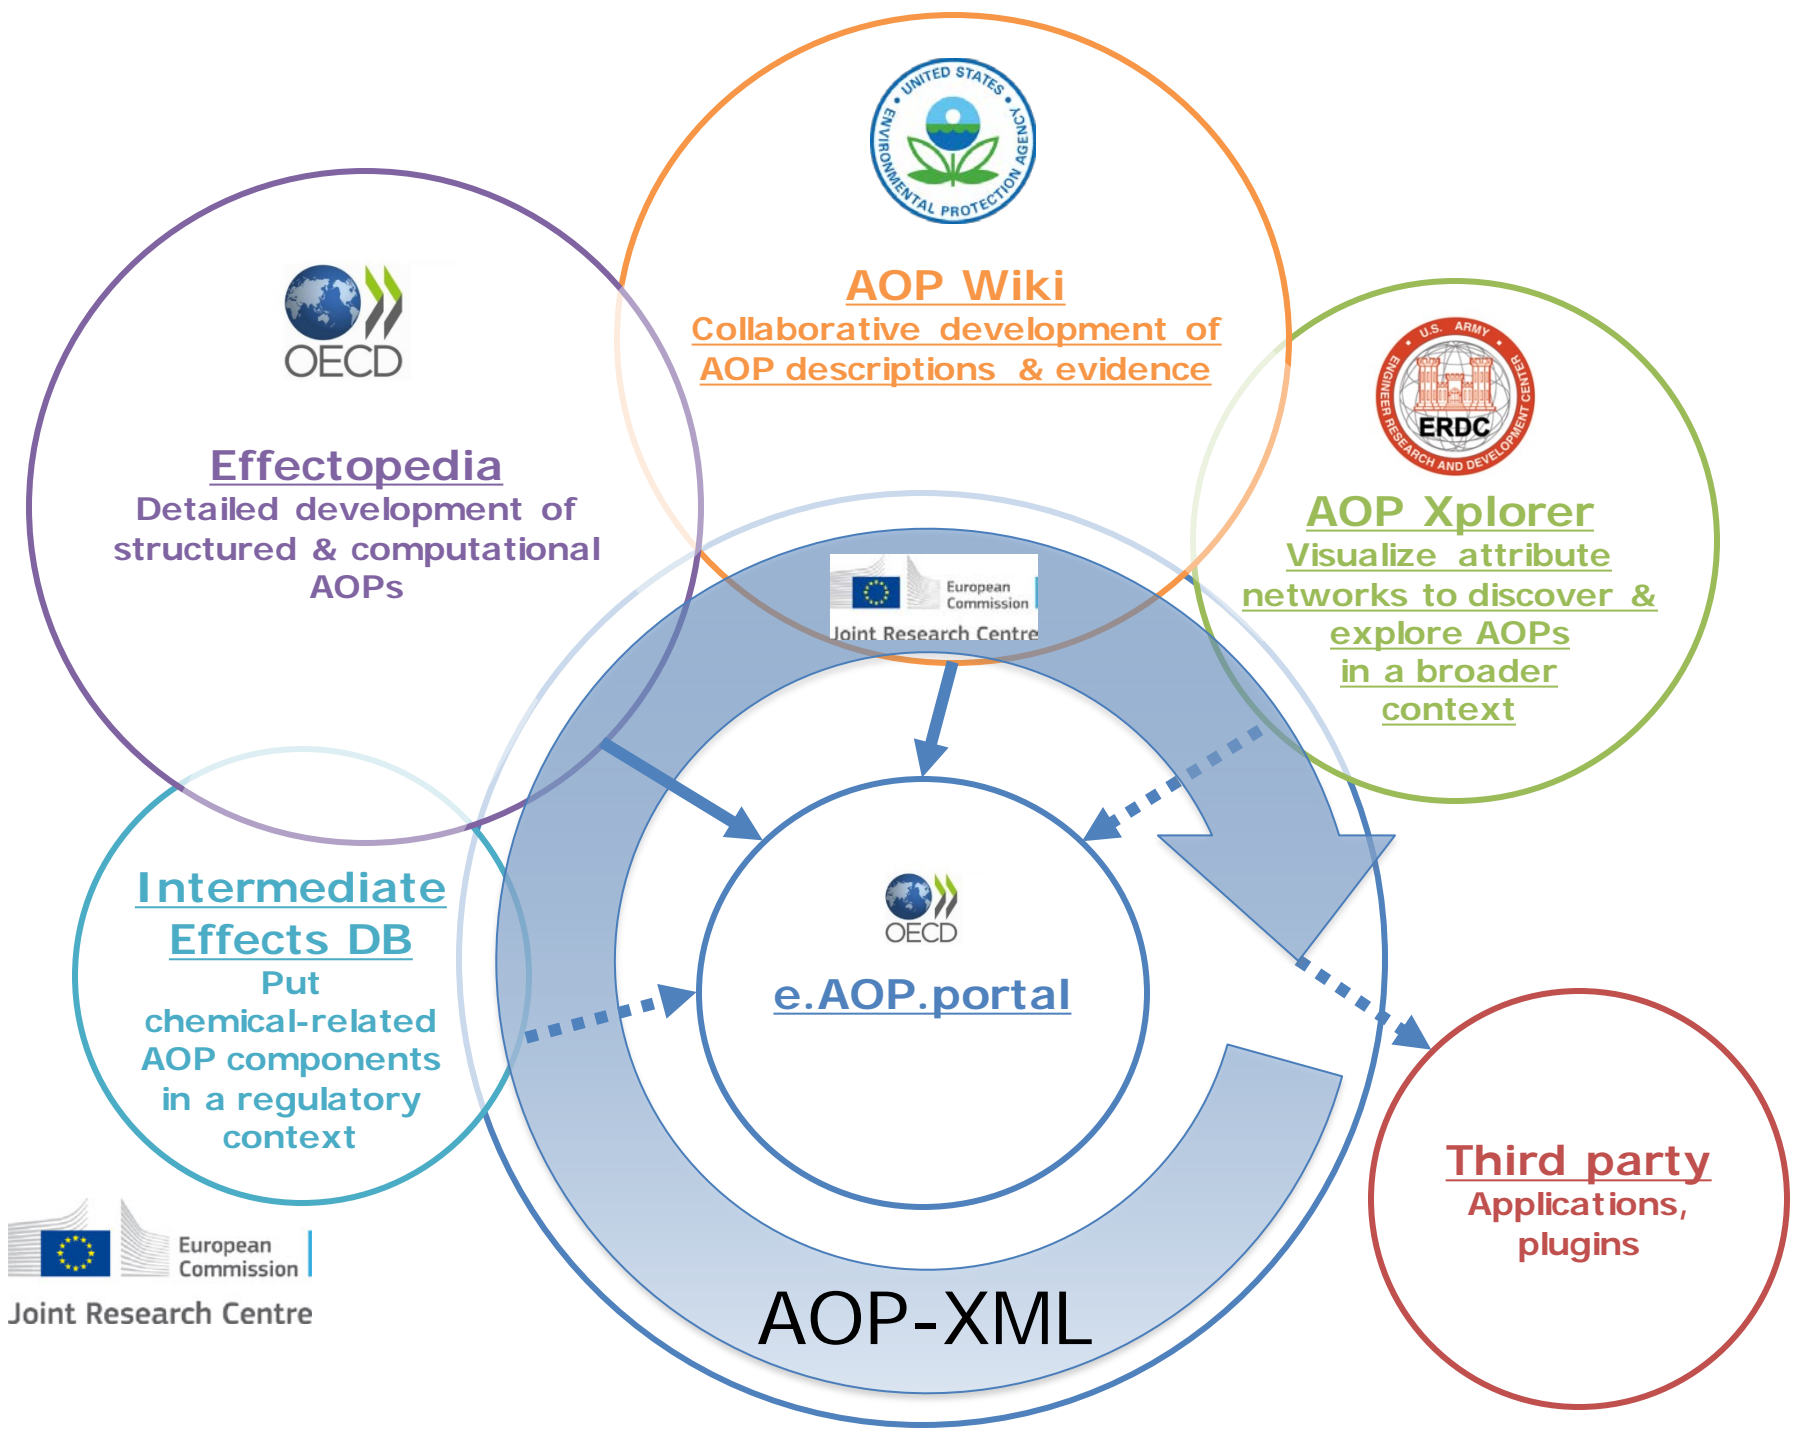 UNITED STATES
ENVIRONMENTAL PROTECTION AGENCY
AOP Wiki
Collaborative development of
AOP descriptions & evidence
OECD
Effectopedia
Detailed development of
structured & computational
AOPs
U.S. ARMY
ERDC
ENGINEER RESEARCH AND DEVELOPMENT CENTER
AOP Xplorer
Visualize attribute
networks to discover &
explore AOPs
in a broader
context
European
Commission
Joint Research Centre
Intermediate
Effects DB
Put
chemical-related
AOP components
in a regulatory
context
OECD
e.AOP.portal
Third party
Applications,
plugins
European
Commission
Joint Research Centre
AOP-XML